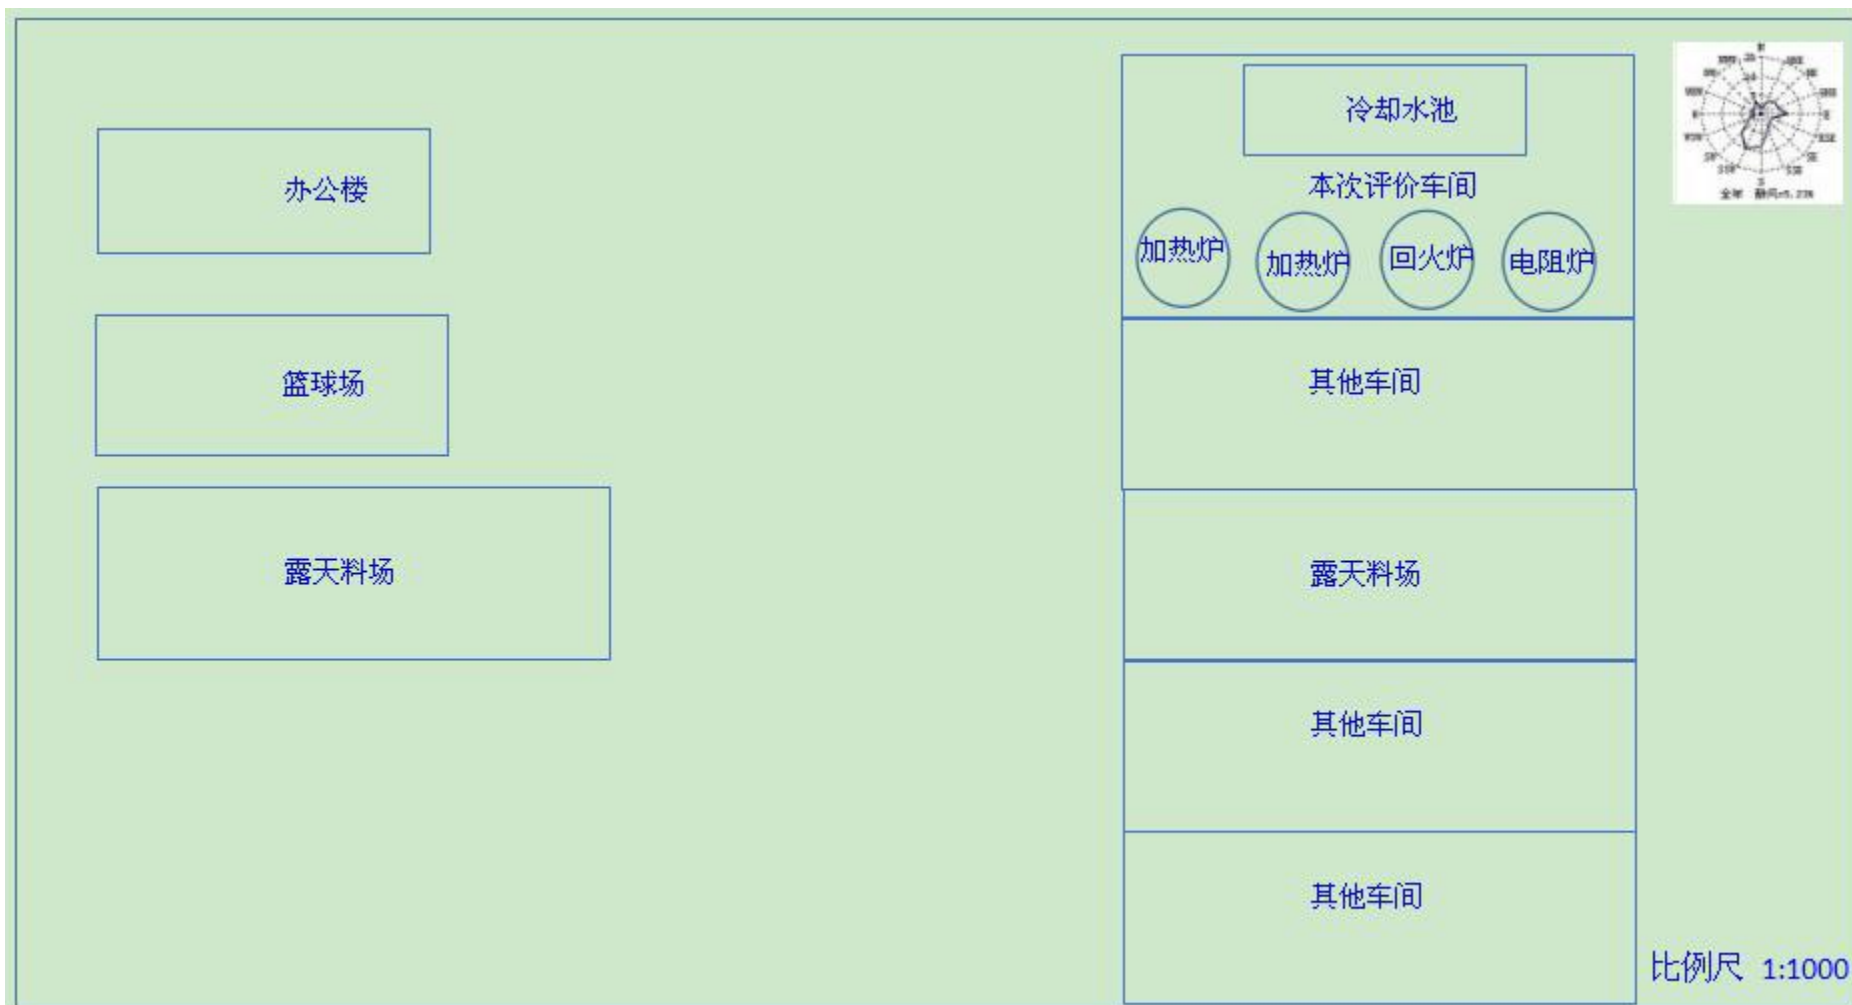 冷却水池
本次评价车间
办公楼
加热炉
加热炉
回火炉
电阻炉
篮球场
其他车间
露天料场
露天料场
其他车间
其他车间
比例尺 1:1000
N
W
E
S
全年